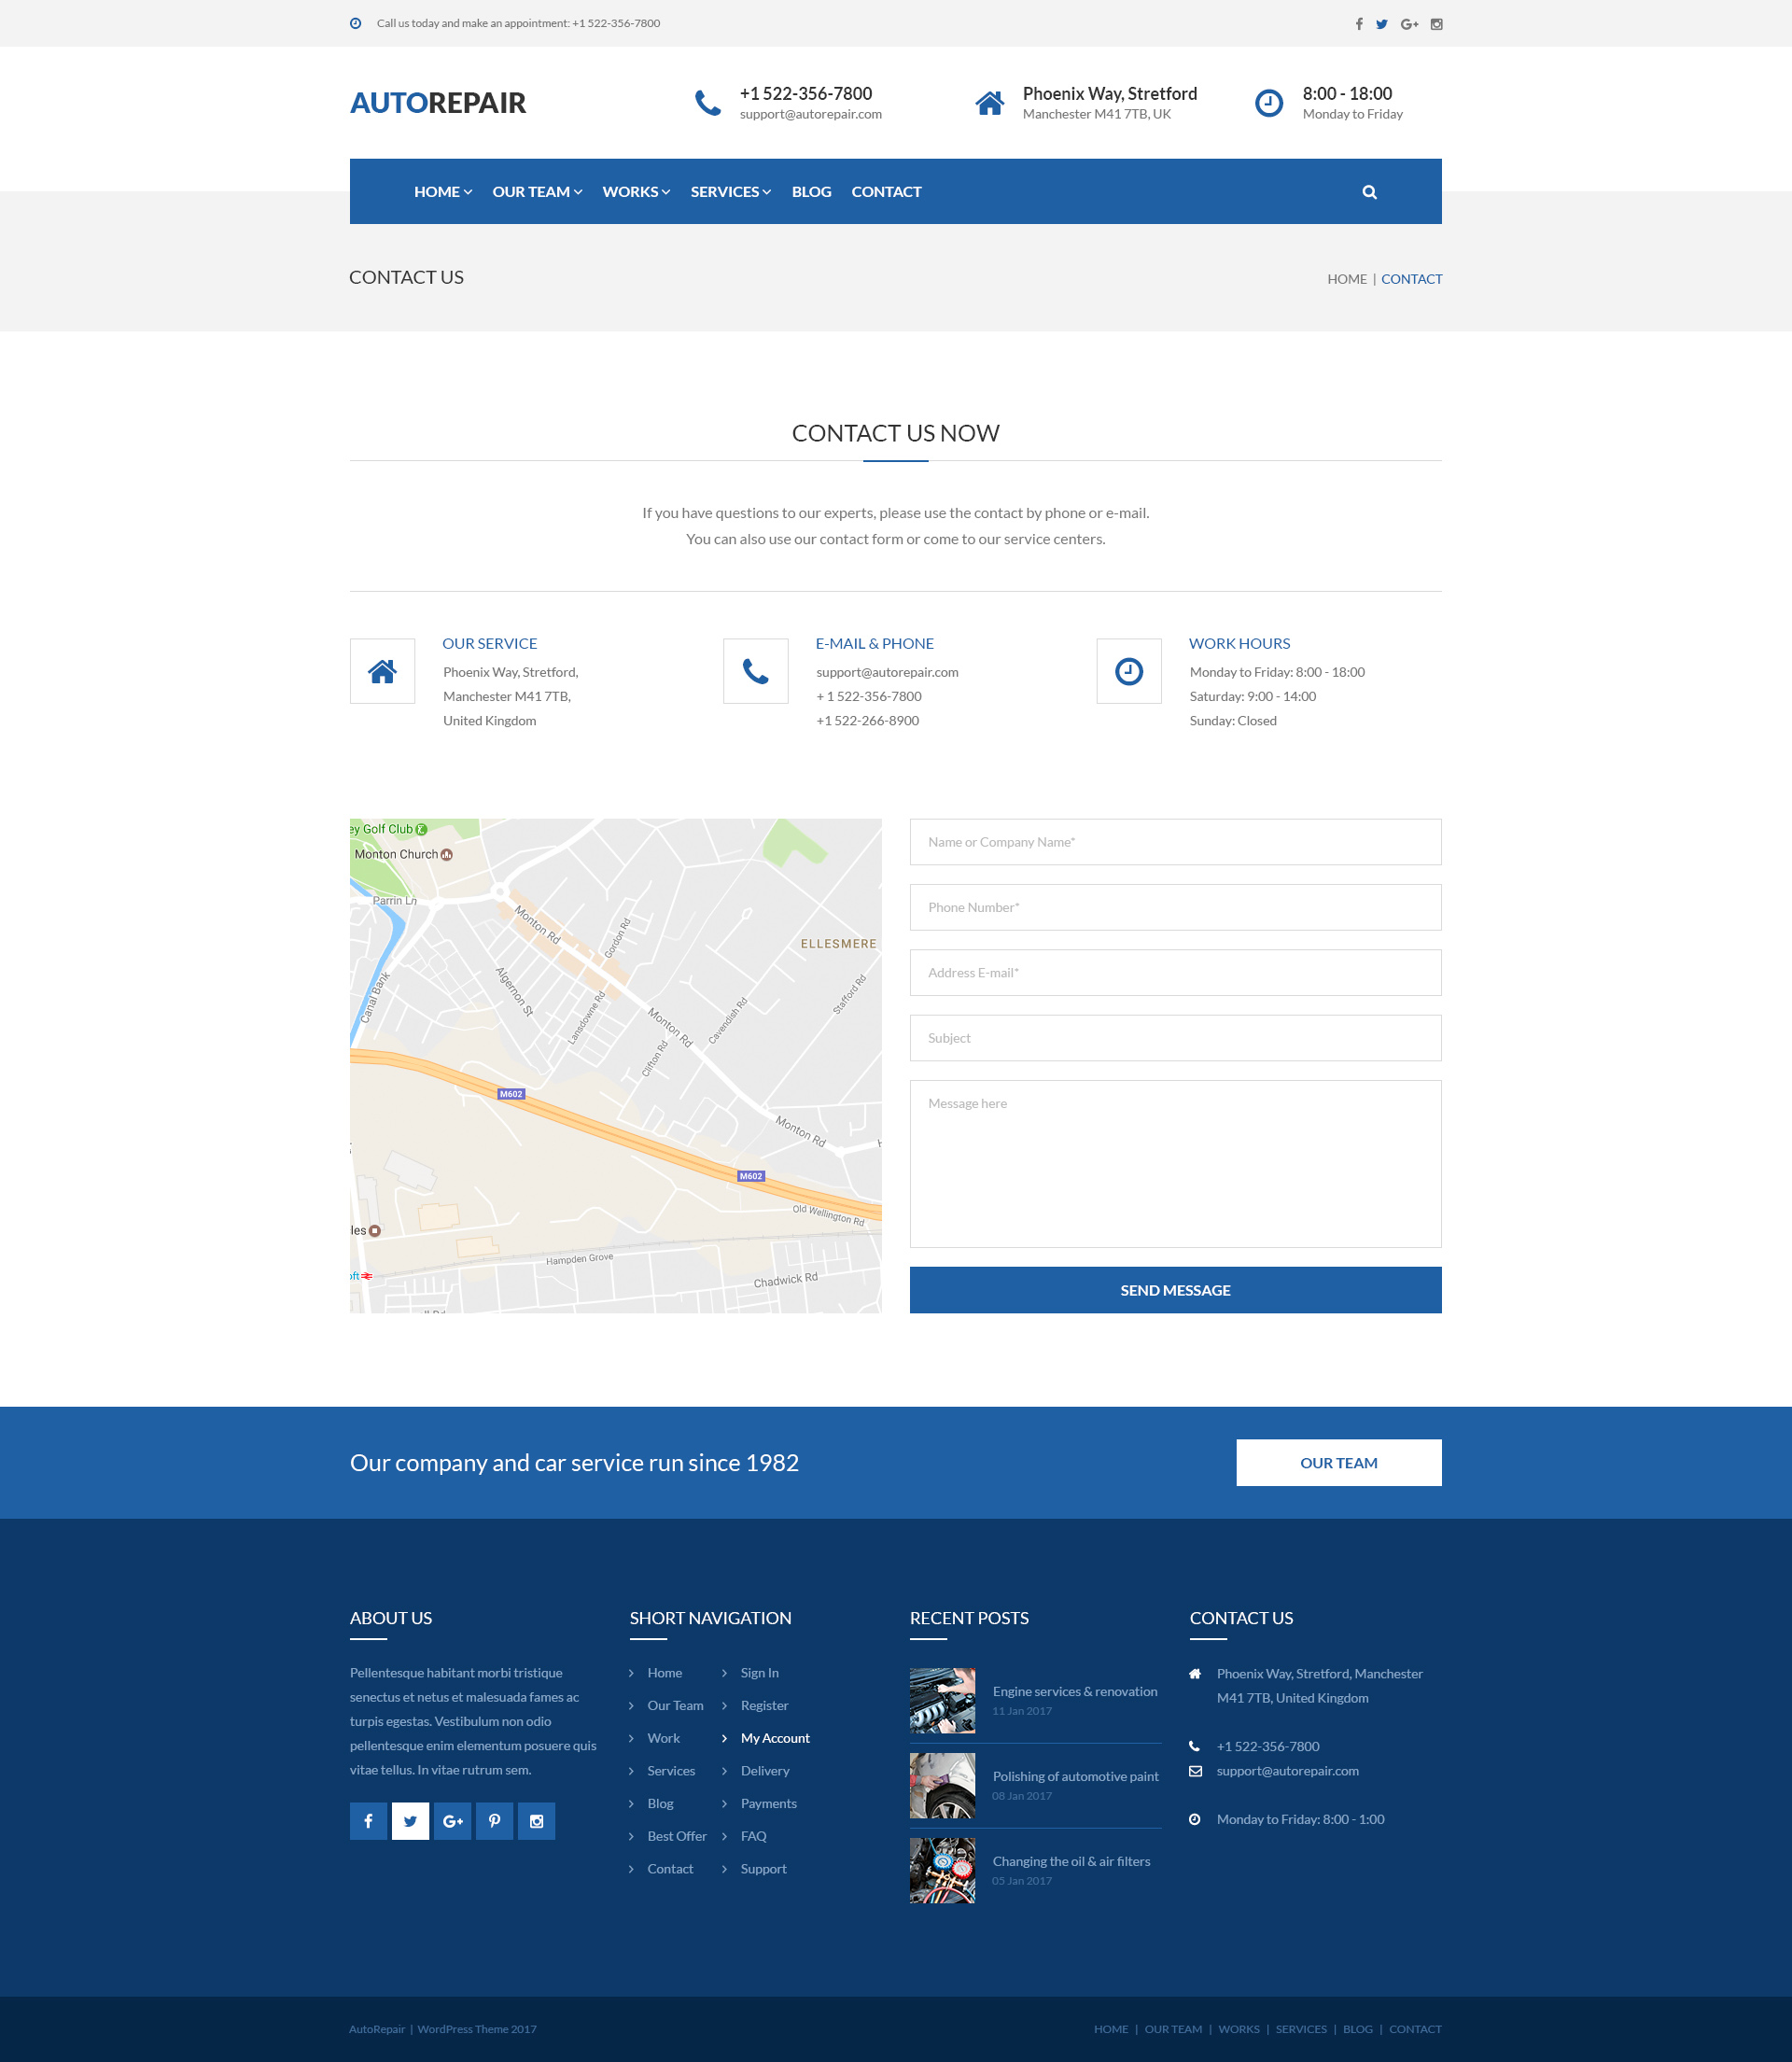 Call us today and make an appointment: +1 522-356-7800
AUTOREPAIR
+1 522-356-7800
support@autorepair.com
Phoenix Way, Stretford
Manchester M41 7TB, UK
8:00 - 18:00
Monday to Friday
HOME OUR TEAM WORKS SERVICES BLOG CONTACT
CONTACT US
HOME | CONTACT
CONTACT US NOW
If you have questions to our experts, please use the contact by phone or e-mail.
You can also use our contact form or come to our service centers.
OUR SERVICE
Phoenix Way, Stretford,
Manchester M41 7TB,
United Kingdom
E-MAIL & PHONE
support@autorepair.com
+ 1 522-356-7800
+1 522-266-8900
WORK HOURS
Monday to Friday: 8:00 - 18:00
Saturday: 9:00 - 14:00
Sunday: Closed
ey Golf Club
Monton Church
Parrin Ln
Monton Rd
Gordon Rd
ELLESMERE
Algernon St
Canal Bank
Lansdowne Rd
Stafford Rd
Cavendish Rd
Monton Rd
Clifton Rd
M602
Monton Rd
M602
Old Wellington Rd
les
Hampden Grove
oft
Chadwick Rd
Name or Company Name*
Phone Number*
Address E-mail*
Subject
Message here
SEND MESSAGE
Our company and car service run since 1982
OUR TEAM
ABOUT US
Pellentesque habitant morbi tristique
senectus et netus et malesuada fames ac
turpis egestas. Vestibulum non odio
pellentesque enim elementum posuere quis
vitae tellus. In vitae rutrum sem.
SHORT NAVIGATION
Home
Our Team
Work
Services
Blog
Best Offer
Contact
Sign In
Register
My Account
Delivery
Payments
FAQ
Support
RECENT POSTS
Engine services & renovation
11 Jan 2017
Polishing of automotive paint
08 Jan 2017
Changing the oil & air filters
05 Jan 2017
CONTACT US
Phoenix Way, Stretford, Manchester
M41 7TB, United Kingdom
+1 522-356-7800
support@autorepair.com
Monday to Friday: 8:00 - 1:00
AutoRepair | WordPress Theme 2017
HOME | OUR TEAM | WORKS | SERVICES | BLOG | CONTACT